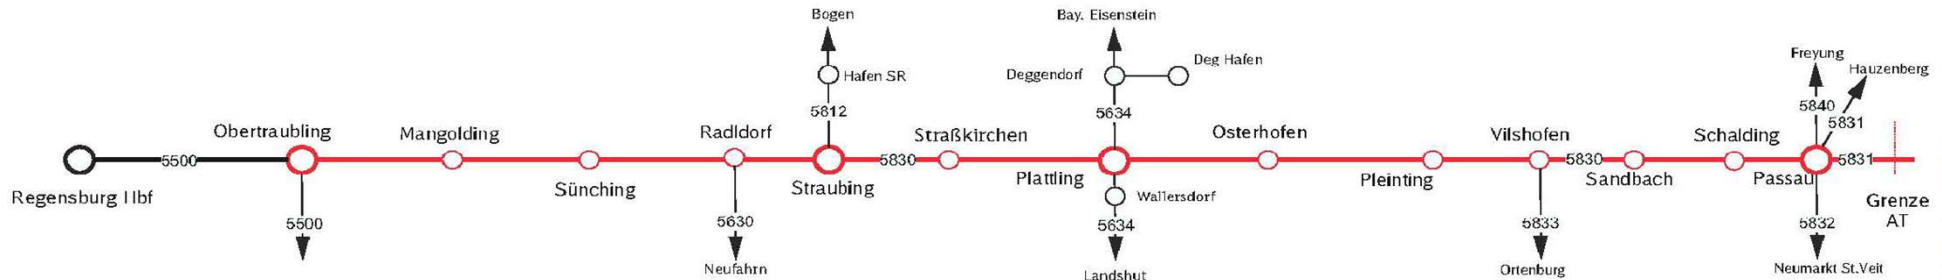 Bogen
Bay. Eisenstein
Hafen SR
Deggendorf
Deg Hafen
Freyung
Hauzenberg
5812
5634
5840
5831
Obertraubling
Mangolding
Radldorf
Straßkirchen
Osterhofen
Vilshofen
Schalding
5500
5830
5830
5831
Regensburg Hbf
Sünching
Straubing
Plattling
Pleinting
Sandbach
Passau
Wallersdorf
Grenze
AT
5500
5630
5634
5833
5832
Neufahrn
Landshut
Ortenburg
Neumarkt St.Veit